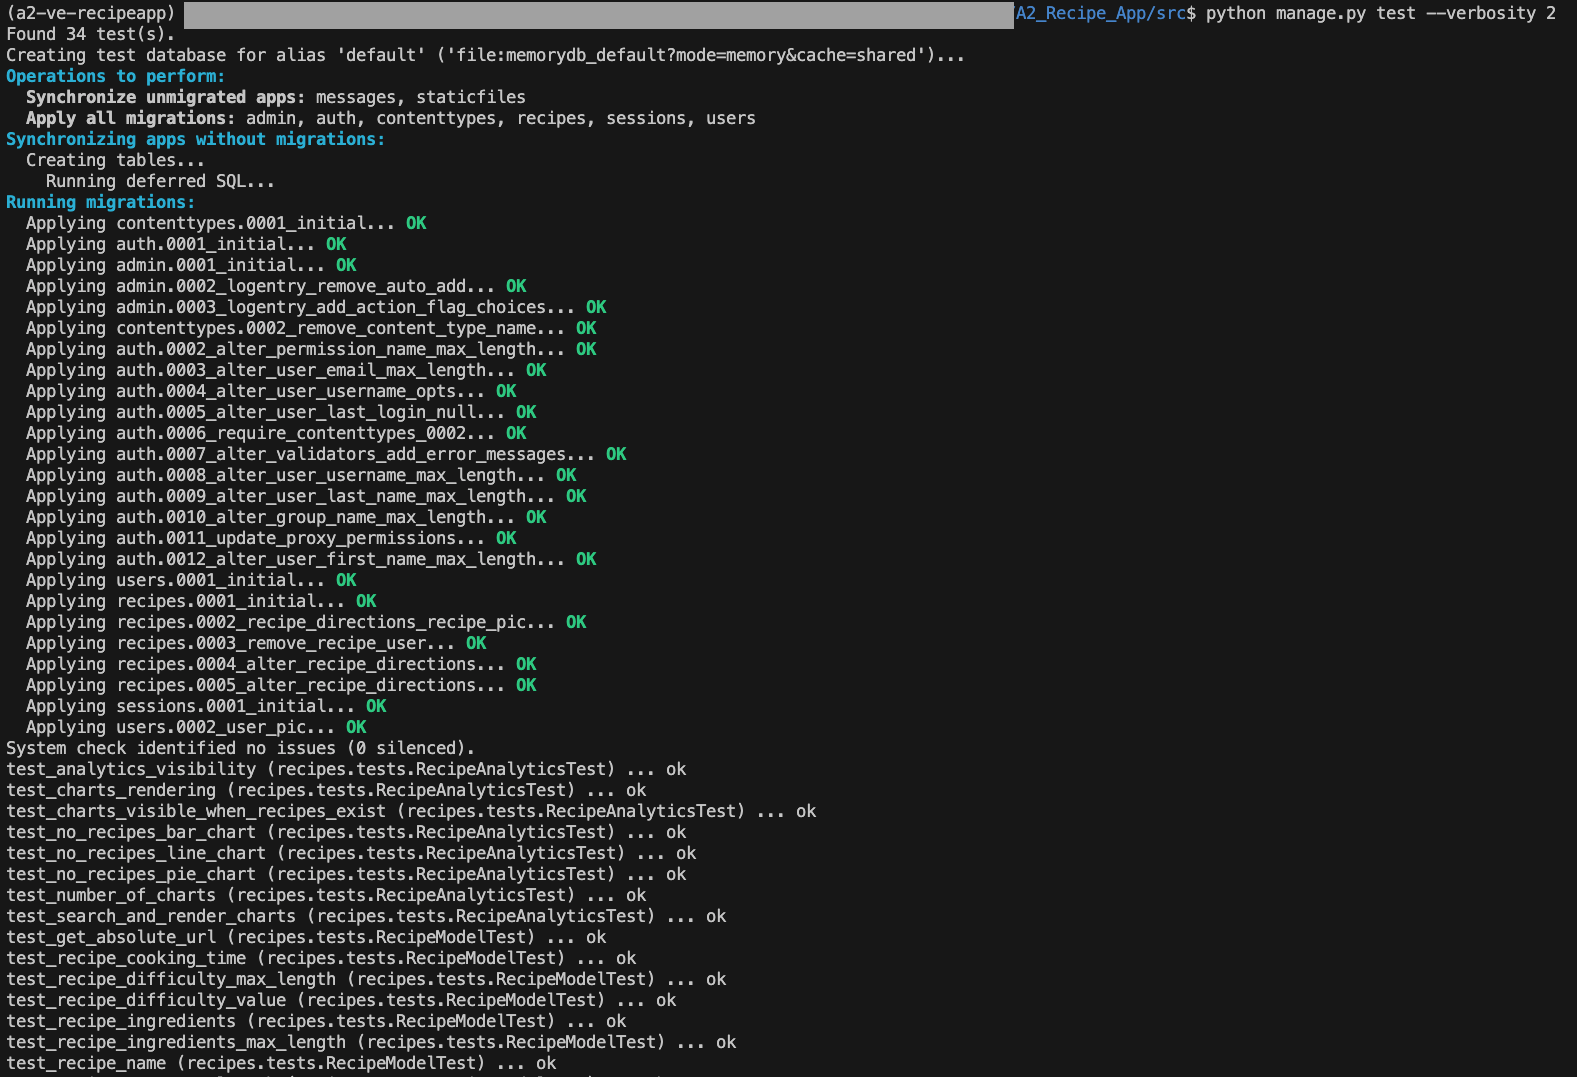 (a2-ve-recipeapp) /A2_Recipe_App/src$ python manage.py test --verbosity 2
Found 34 test(s).
Creating test database for alias 'default' ('file:memorydb_default?mode=memory&cache=shared')...
Operations to perform:
  Synchronize unmigrated apps: messages, staticfiles
  Apply all migrations: admin, auth, contenttypes, recipes, sessions, users
Synchronizing apps without migrations:
  Creating tables...
    Running deferred SQL...
Running migrations:
  Applying contenttypes.0001_initial... OK
  Applying auth.0001_initial... OK
  Applying admin.0001_initial... OK
  Applying admin.0002_logentry_remove_auto_add... OK
  Applying admin.0003_logentry_add_action_flag_choices... OK
  Applying contenttypes.0002_remove_content_type_name... OK
  Applying auth.0002_alter_permission_name_max_length... OK
  Applying auth.0003_alter_user_email_max_length... OK
  Applying auth.0004_alter_user_username_opts... OK
  Applying auth.0005_alter_user_last_login_null... OK
  Applying auth.0006_require_contenttypes_0002... OK
  Applying auth.0007_alter_validators_add_error_messages... OK
  Applying auth.0008_alter_user_username_max_length... OK
  Applying auth.0009_alter_user_last_name_max_length... OK
  Applying auth.0010_alter_group_name_max_length... OK
  Applying auth.0011_update_proxy_permissions... OK
  Applying auth.0012_alter_user_first_name_max_length... OK
  Applying users.0001_initial... OK
  Applying recipes.0001_initial... OK
  Applying recipes.0002_recipe_directions_recipe_pic... OK
  Applying recipes.0003_remove_recipe_user... OK
  Applying recipes.0004_alter_recipe_directions... OK
  Applying recipes.0005_alter_recipe_directions... OK
  Applying sessions.0001_initial... OK
  Applying users.0002_user_pic... OK
System check identified no issues (0 silenced).
test_analytics_visibility (recipes.tests.RecipeAnalyticsTest) ... ok
test_charts_rendering (recipes.tests.RecipeAnalyticsTest) ... ok
test_charts_visible_when_recipes_exist (recipes.tests.RecipeAnalyticsTest) ... ok
test_no_recipes_bar_chart (recipes.tests.RecipeAnalyticsTest) ... ok
test_no_recipes_line_chart (recipes.tests.RecipeAnalyticsTest) ... ok
test_no_recipes_pie_chart (recipes.tests.RecipeAnalyticsTest) ... ok
test_number_of_charts (recipes.tests.RecipeAnalyticsTest) ... ok
test_search_and_render_charts (recipes.tests.RecipeAnalyticsTest) ... ok
test_get_absolute_url (recipes.tests.RecipeModelTest) ... ok
test_recipe_cooking_time (recipes.tests.RecipeModelTest) ... ok
test_recipe_difficulty_max_length (recipes.tests.RecipeModelTest) ... ok
test_recipe_difficulty_value (recipes.tests.RecipeModelTest) ... ok
test_recipe_ingredients (recipes.tests.RecipeModelTest) ... ok
test_recipe_ingredients_max_length (recipes.tests.RecipeModelTest) ... ok
test_recipe_name (recipes.tests.RecipeModelTest) ... ok